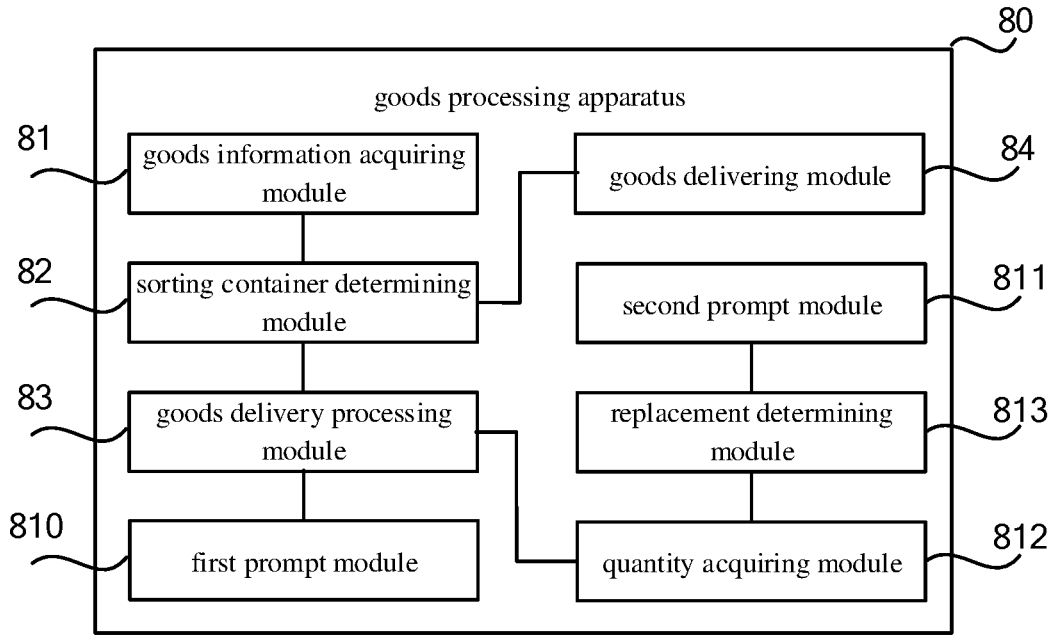 80
goods processing apparatus
81
goods information acquiring
module
goods delivering module
84
82
sorting container determining
module
second prompt module
811
83
goods delivery processing
module
replacement determining
module
813
810
first prompt module
quantity acquiring module
812